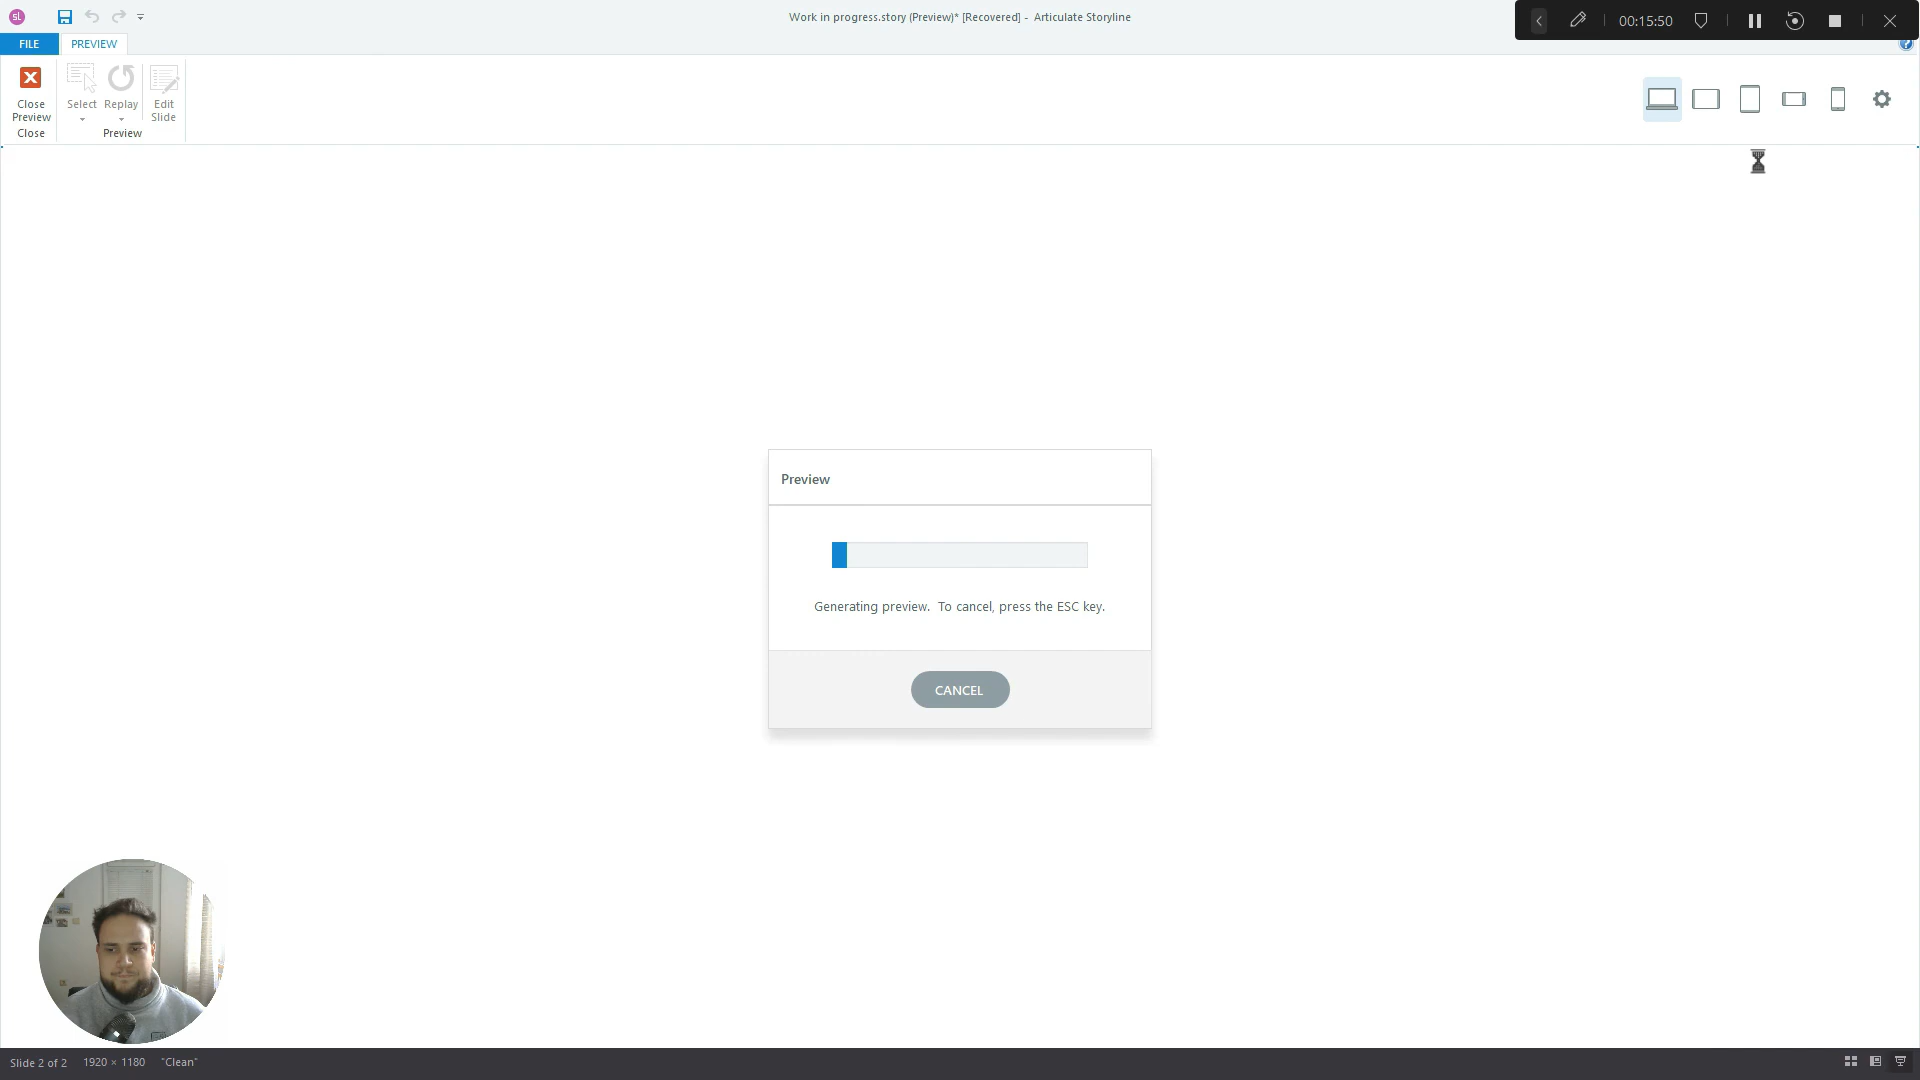 sl
Work in progress.story (Preview)* [Recovered] - Articulate Storyline
00:15:50
FILE
PREVIEW
?
Close Preview
Select
Replay
Edit Slide
Close
Preview
Preview
Generating preview. To cancel, press the ESC key.
CANCEL
Slide 2 of 2
1920 × 1180
"Clean"